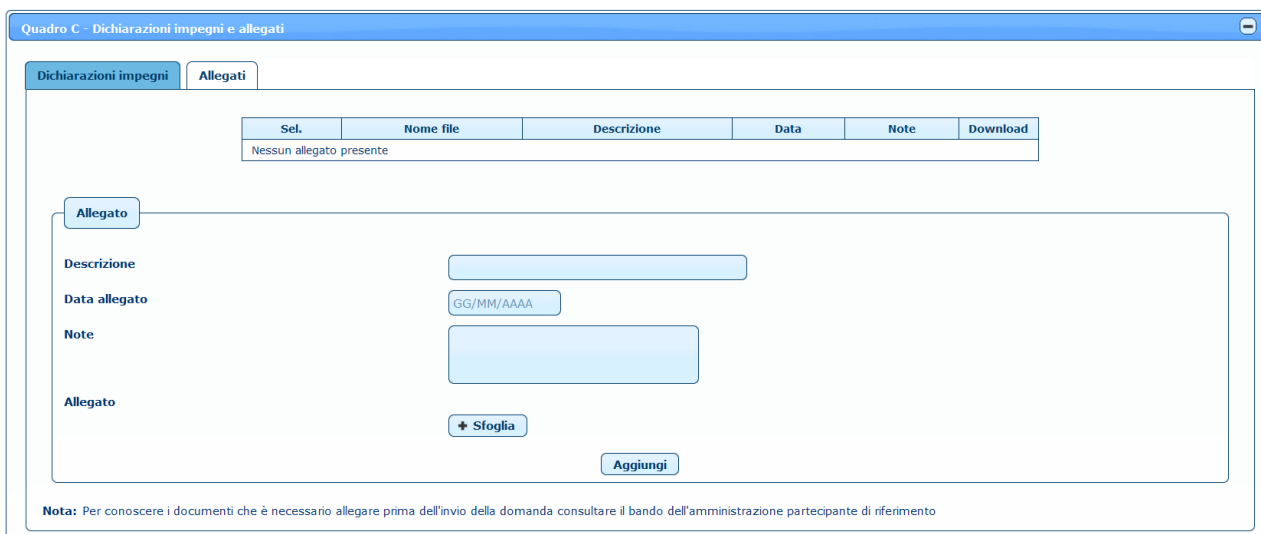 Quadro C - Dichiarazioni impegni e allegati
Dichiarazioni impegni Allegati
Sel. Nome file Descrizione Data Note Download
Nessun allegato presente
Allegato
Descrizione
Data allegato GG/MM/AAAA
Note
Allegato
Sfoglia
Aggiungi
Nota: Per conoscere i documenti che è necessario allegare prima dell'invio della domanda consultare il bando dell'amministrazione partecipante di riferimento